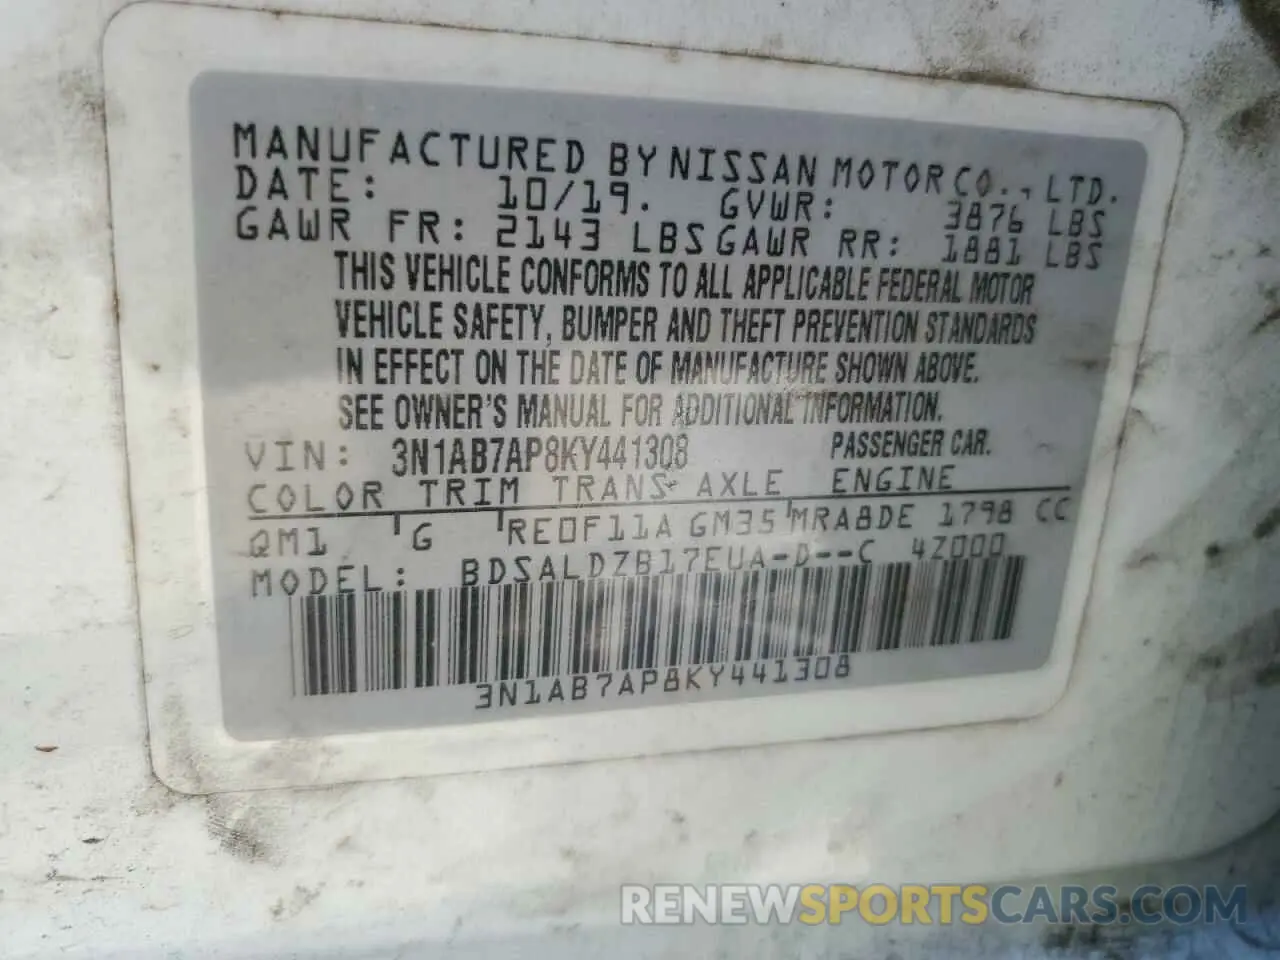 MANUFACTURED BY NISSAN MOTOR CO., LTD.
DATE: 10/19. GVWR: 3876 LBS
GAWR FR: 2143 LBS GAWR RR: 1881 LBS
THIS VEHICLE CONFORMS TO ALL APPLICABLE FEDERAL MOTOR
VEHICLE SAFETY, BUMPER AND THEFT PREVENTION STANDARDS
IN EFFECT ON THE DATE OF MANUFACTURE SHOWN ABOVE.
SEE OWNER'S MANUAL FOR ADDITIONAL INFORMATION.
VIN: 3N1AB7AP8KY441308 PASSENGER CAR.
COLOR TRIM TRANS. AXLE ENGINE
QM1 G RE0F11A GM35 MRA8DE 1798 CC
MODEL: BDSALDZB17EUA-D--C 4Z000
3N1AB7AP8KY441308
RENEWSPORTSCARS.COM